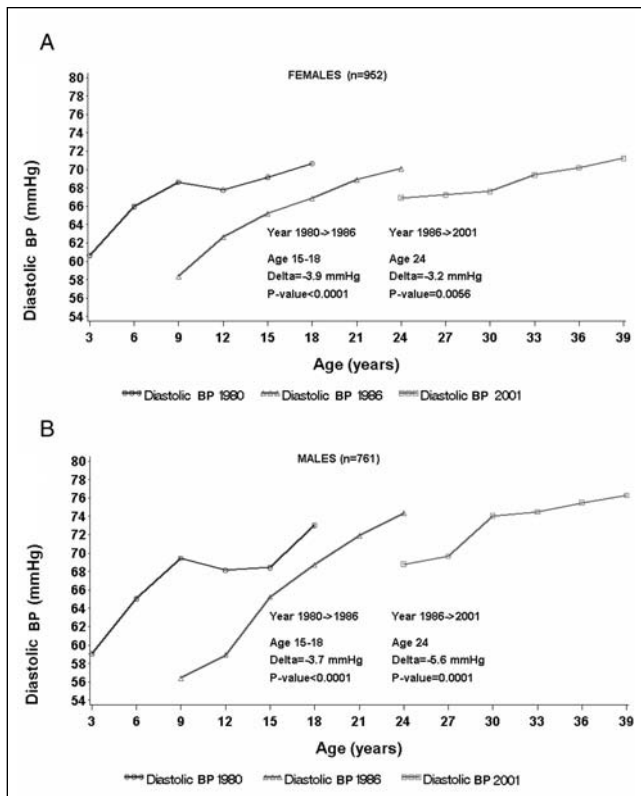 A
FEMALES (n=952)
80
78
76
74
72
70
68
66
64
62
60
58
56
54
Diastolic BP (mmHg)
Year 1980->1986 Year 1986->2001
Age 15-18 Age 24
Delta=-3.9 mmHg Delta=-3.2 mmHg
P-value<0.0001 P-value=0.0056
3 6 9 12 15 18 21 24 27 30 33 36 39
Age (years)
Diastolic BP 1980 Diastolic BP 1986 Diastolic BP 2001
B
MALES (n=761)
80
78
76
74
72
70
68
66
64
62
60
58
56
54
Diastolic BP (mmHg)
Year 1980->1986 Year 1986->2001
Age 15-18 Age 24
Delta=-3.7 mmHg Delta=-5.6 mmHg
P-value<0.0001 P-value=0.0001
3 6 9 12 15 18 21 24 27 30 33 36 39
Age (years)
Diastolic BP 1980 Diastolic BP 1986 Diastolic BP 2001